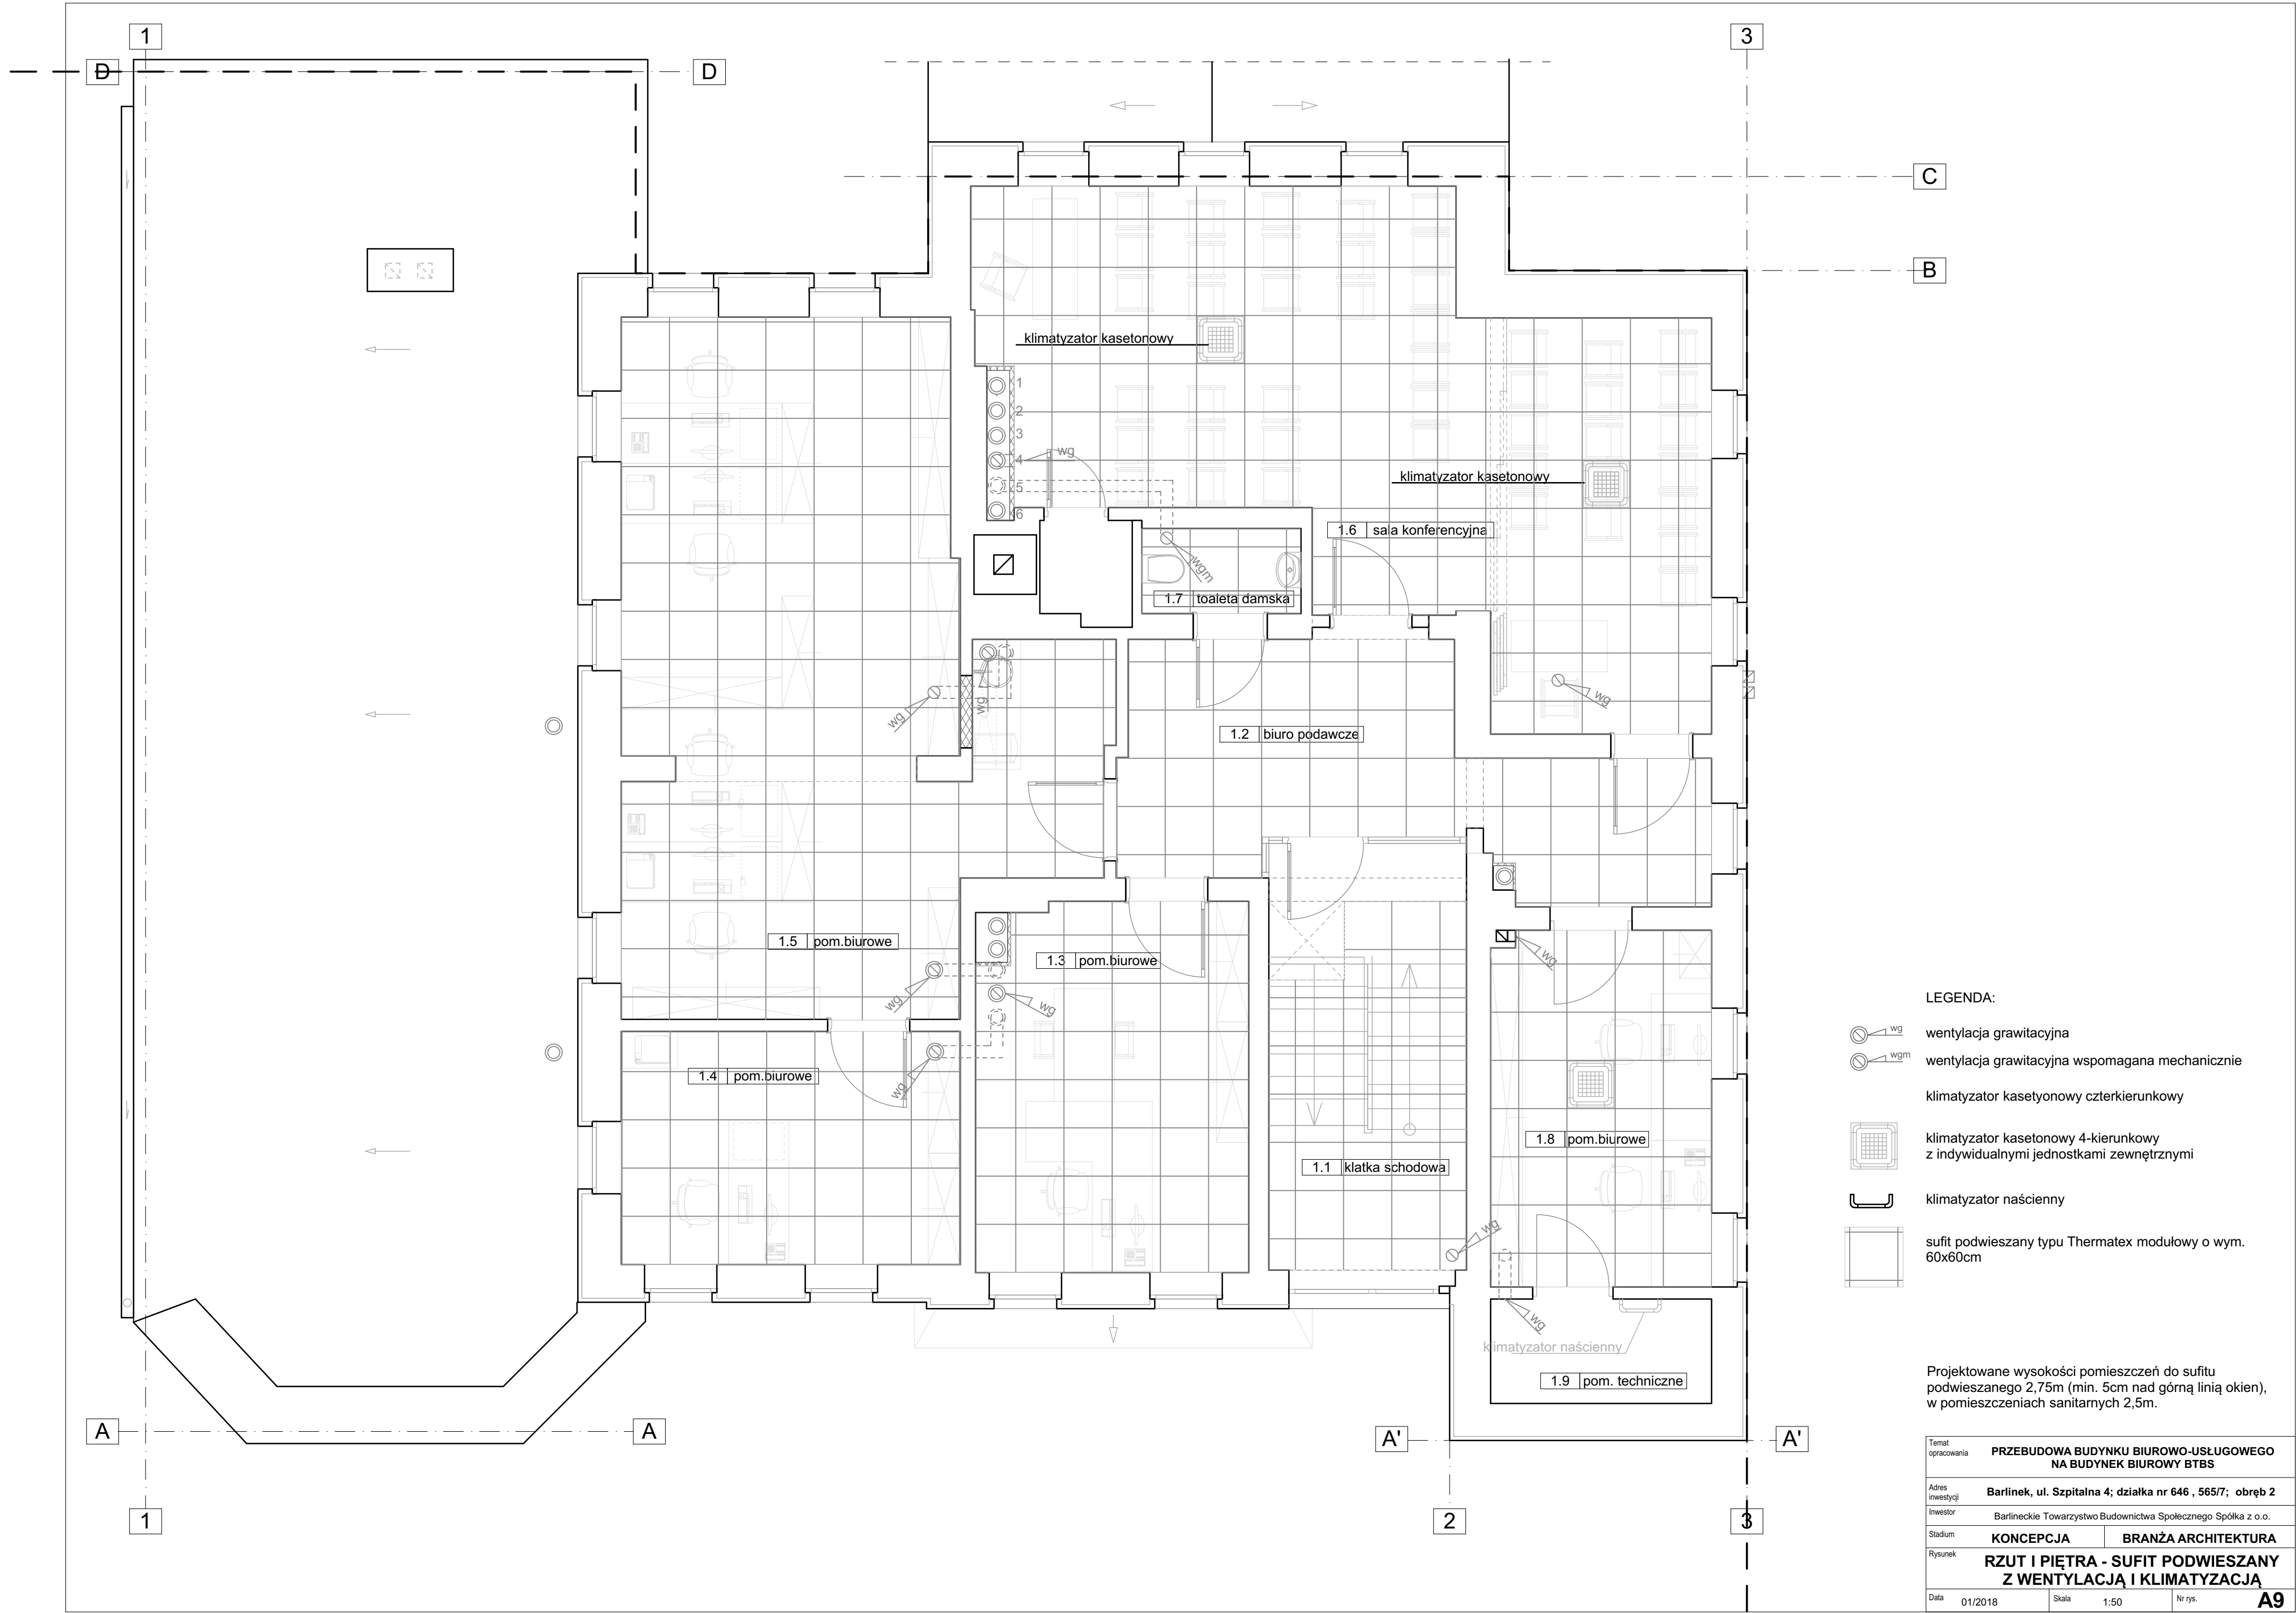 1
3
D
D
C
B
klimatyzator kasetonowy
1
2
3
4
5
6
wg
klimatyzator kasetonowy
1.6 sala konferencyjna
wgm
1.7 toaleta damska
wg
wg
wg
1.2 biuro podawcze
1.5 pom.biurowe
1.3 pom.biurowe
wg
wg
wg
1.4 pom.biurowe
wg
1.8 pom.biurowe
1.1 klatka schodowa
wg
wg
klimatyzator naścienny
1.9 pom. techniczne
A
A
A'
A'
1
2
3
LEGENDA:
wg wentylacja grawitacyjna
wgm wentylacja grawitacyjna wspomagana mechanicznie
klimatyzator kasetyonowy czterkierunkowy
klimatyzator kasetonowy 4-kierunkowy
z indywidualnymi jednostkami zewnętrznymi
klimatyzator naścienny
sufit podwieszany typu Thermatex modułowy o wym.
60x60cm
Projektowane wysokości pomieszczeń do sufitu
podwieszanego 2,75m (min. 5cm nad górną linią okien),
w pomieszczeniach sanitarnych 2,5m.
Temat
opracowania
PRZEBUDOWA BUDYNKU BIUROWO-USŁUGOWEGO
NA BUDYNEK BIUROWY BTBS
Adres
inwestycji
Barlinek, ul. Szpitalna 4; działka nr 646 , 565/7; obręb 2
Inwestor
Barlineckie Towarzystwo Budownictwa Społecznego Spółka z o.o.
Stadium KONCEPCJA BRANŻA ARCHITEKTURA
Rysunek
RZUT I PIĘTRA - SUFIT PODWIESZANY
Z WENTYLACJĄ I KLIMATYZACJĄ
Data 01/2018 Skala 1:50 Nr rys. A9